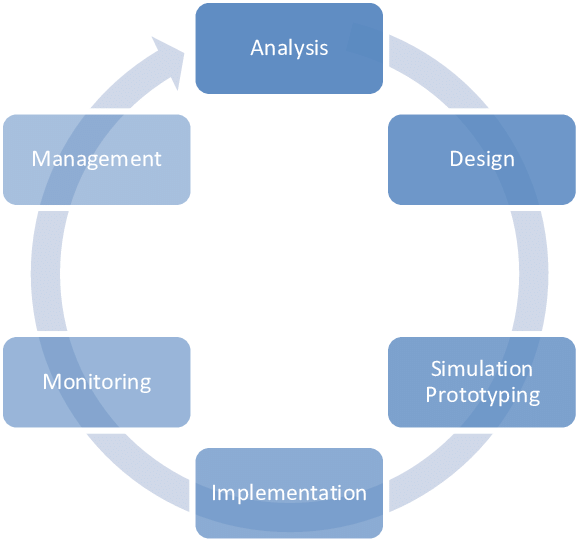 Analysis
Design
Simulation
Prototyping
Implementation
Monitoring
Management